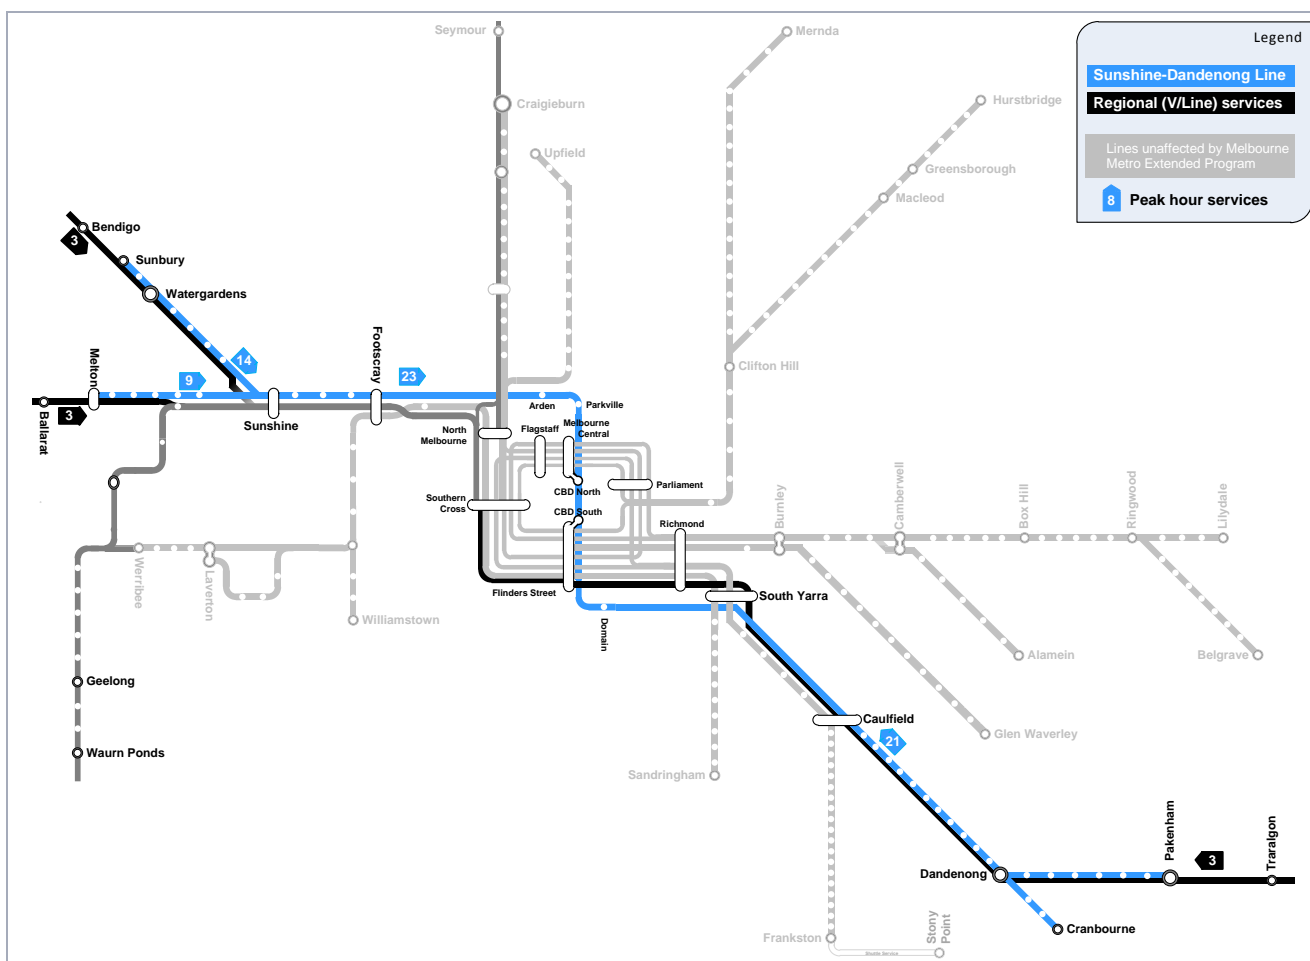 Seymour
Mernda
Legend
Sunshine-Dandenong Line
Regional (V/Line) services
Lines unaffected by Melbourne
Metro Extended Program
8 Peak hour services
Craigieburn
Hurstbridge
Upfield
Greensborough
Macleod
Bendigo
3
Sunbury
Watergardens
Footscray
Melton
14
9
23
Clifton Hill
3
Ballarat
Sunshine
Arden
Parkville
North
Melbourne
Flagstaff
Melbourne
Central
CBD North
Parliament
Southern
Cross
CBD South
Richmond
Burnley
Camberwell
Box Hill
Ringwood
Lilydale
Werribee
Laverton
Williamstown
Flinders Street
South Yarra
Domain
Alamein
Belgrave
Geelong
Caulfield
21
Glen Waverley
Waurn Ponds
Sandringham
Dandenong
Pakenham
3
Traralgon
Cranbourne
Frankston
Stony
Point
Shuttle Service